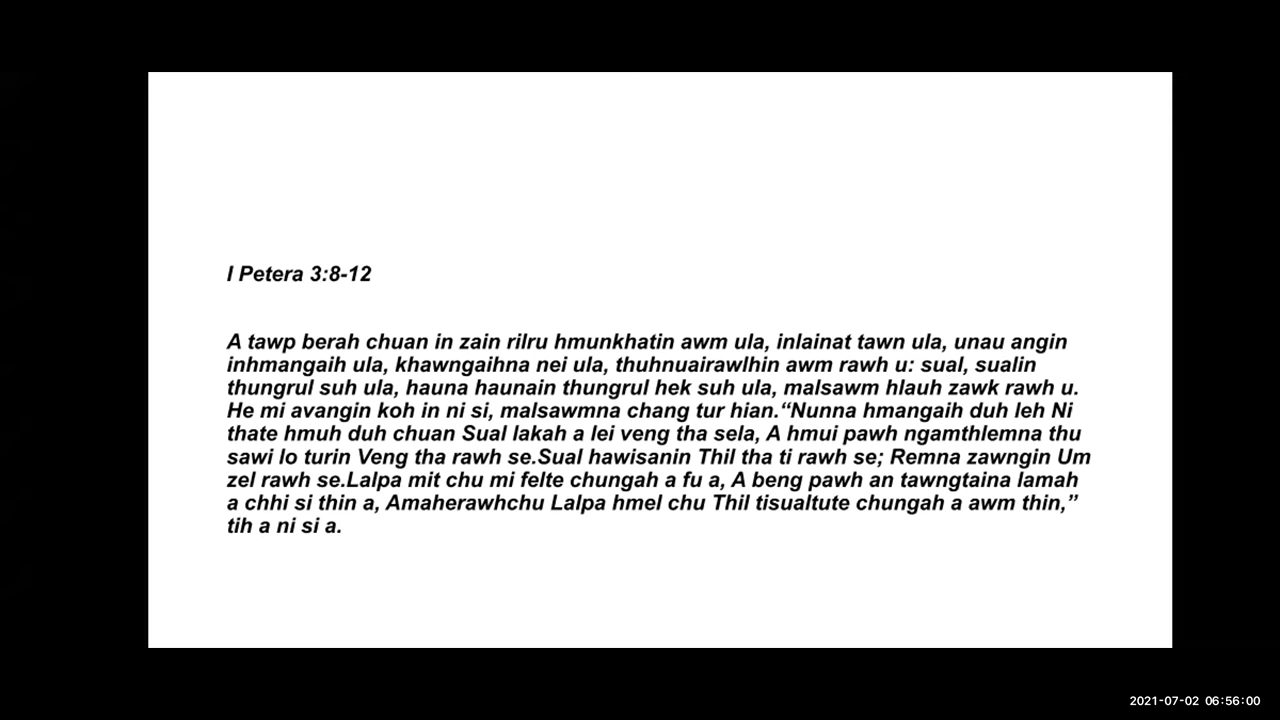 I Petera 3:8-12
A tawp berah chuan in zain rilru hmunkhatin awm ula, inlainat tawn ula, unau angin
inhmangaih ula, khawngaihna nei ula, thuhnuairawlhin awm rawh u: sual, sualin
thungrul suh ula, hauna haunain thungrul hek suh ula, malsawm hlauh zawk rawh u.
He mi avangin koh in ni si, malsawmna chang tur hian.“Nunna hmangaih duh leh Ni
thate hmuh duh chuan Sual lakah a lei veng tha sela, A hmui pawh ngamthlemna thu
sawi lo turin Veng tha rawh se.Sual hawisanin Thil tha ti rawh se; Remna zawngin Um
zel rawh se.Lalpa mit chu mi felte chungah a fu a, A beng pawh an tawngtaina lamah
a chhi si thin a, Amaherawhchu Lalpa hmel chu Thil tisualtute chungah a awm thin,”
tih a ni si a.
2021-07-02 06:56:00